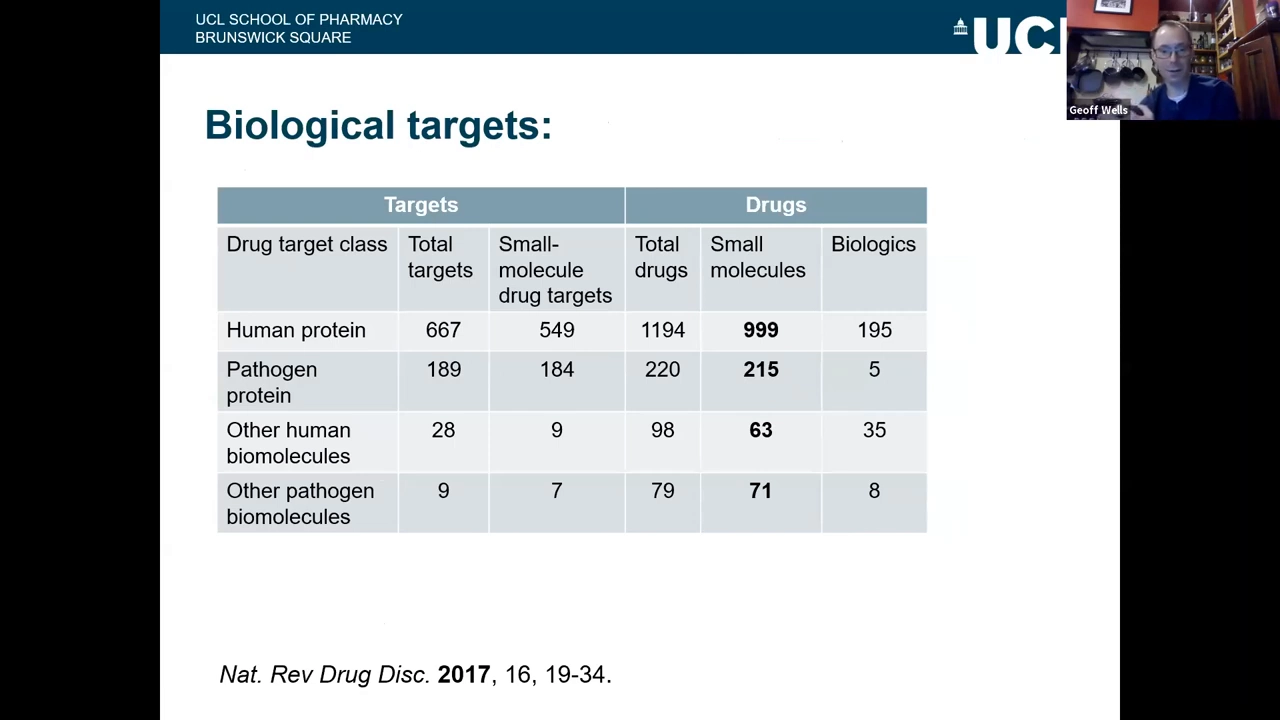 UCL SCHOOL OF PHARMACY
BRUNSWICK SQUARE
UCL
Geoff Wells
Biological targets:
Targets Drugs
Drug target class Total targets Small-molecule drug targets Total drugs Small molecules Biologics
Human protein 667 549 1194 999 195
Pathogen protein 189 184 220 215 5
Other human biomolecules 28 9 98 63 35
Other pathogen biomolecules 9 7 79 71 8
Nat. Rev Drug Disc. 2017, 16, 19-34.